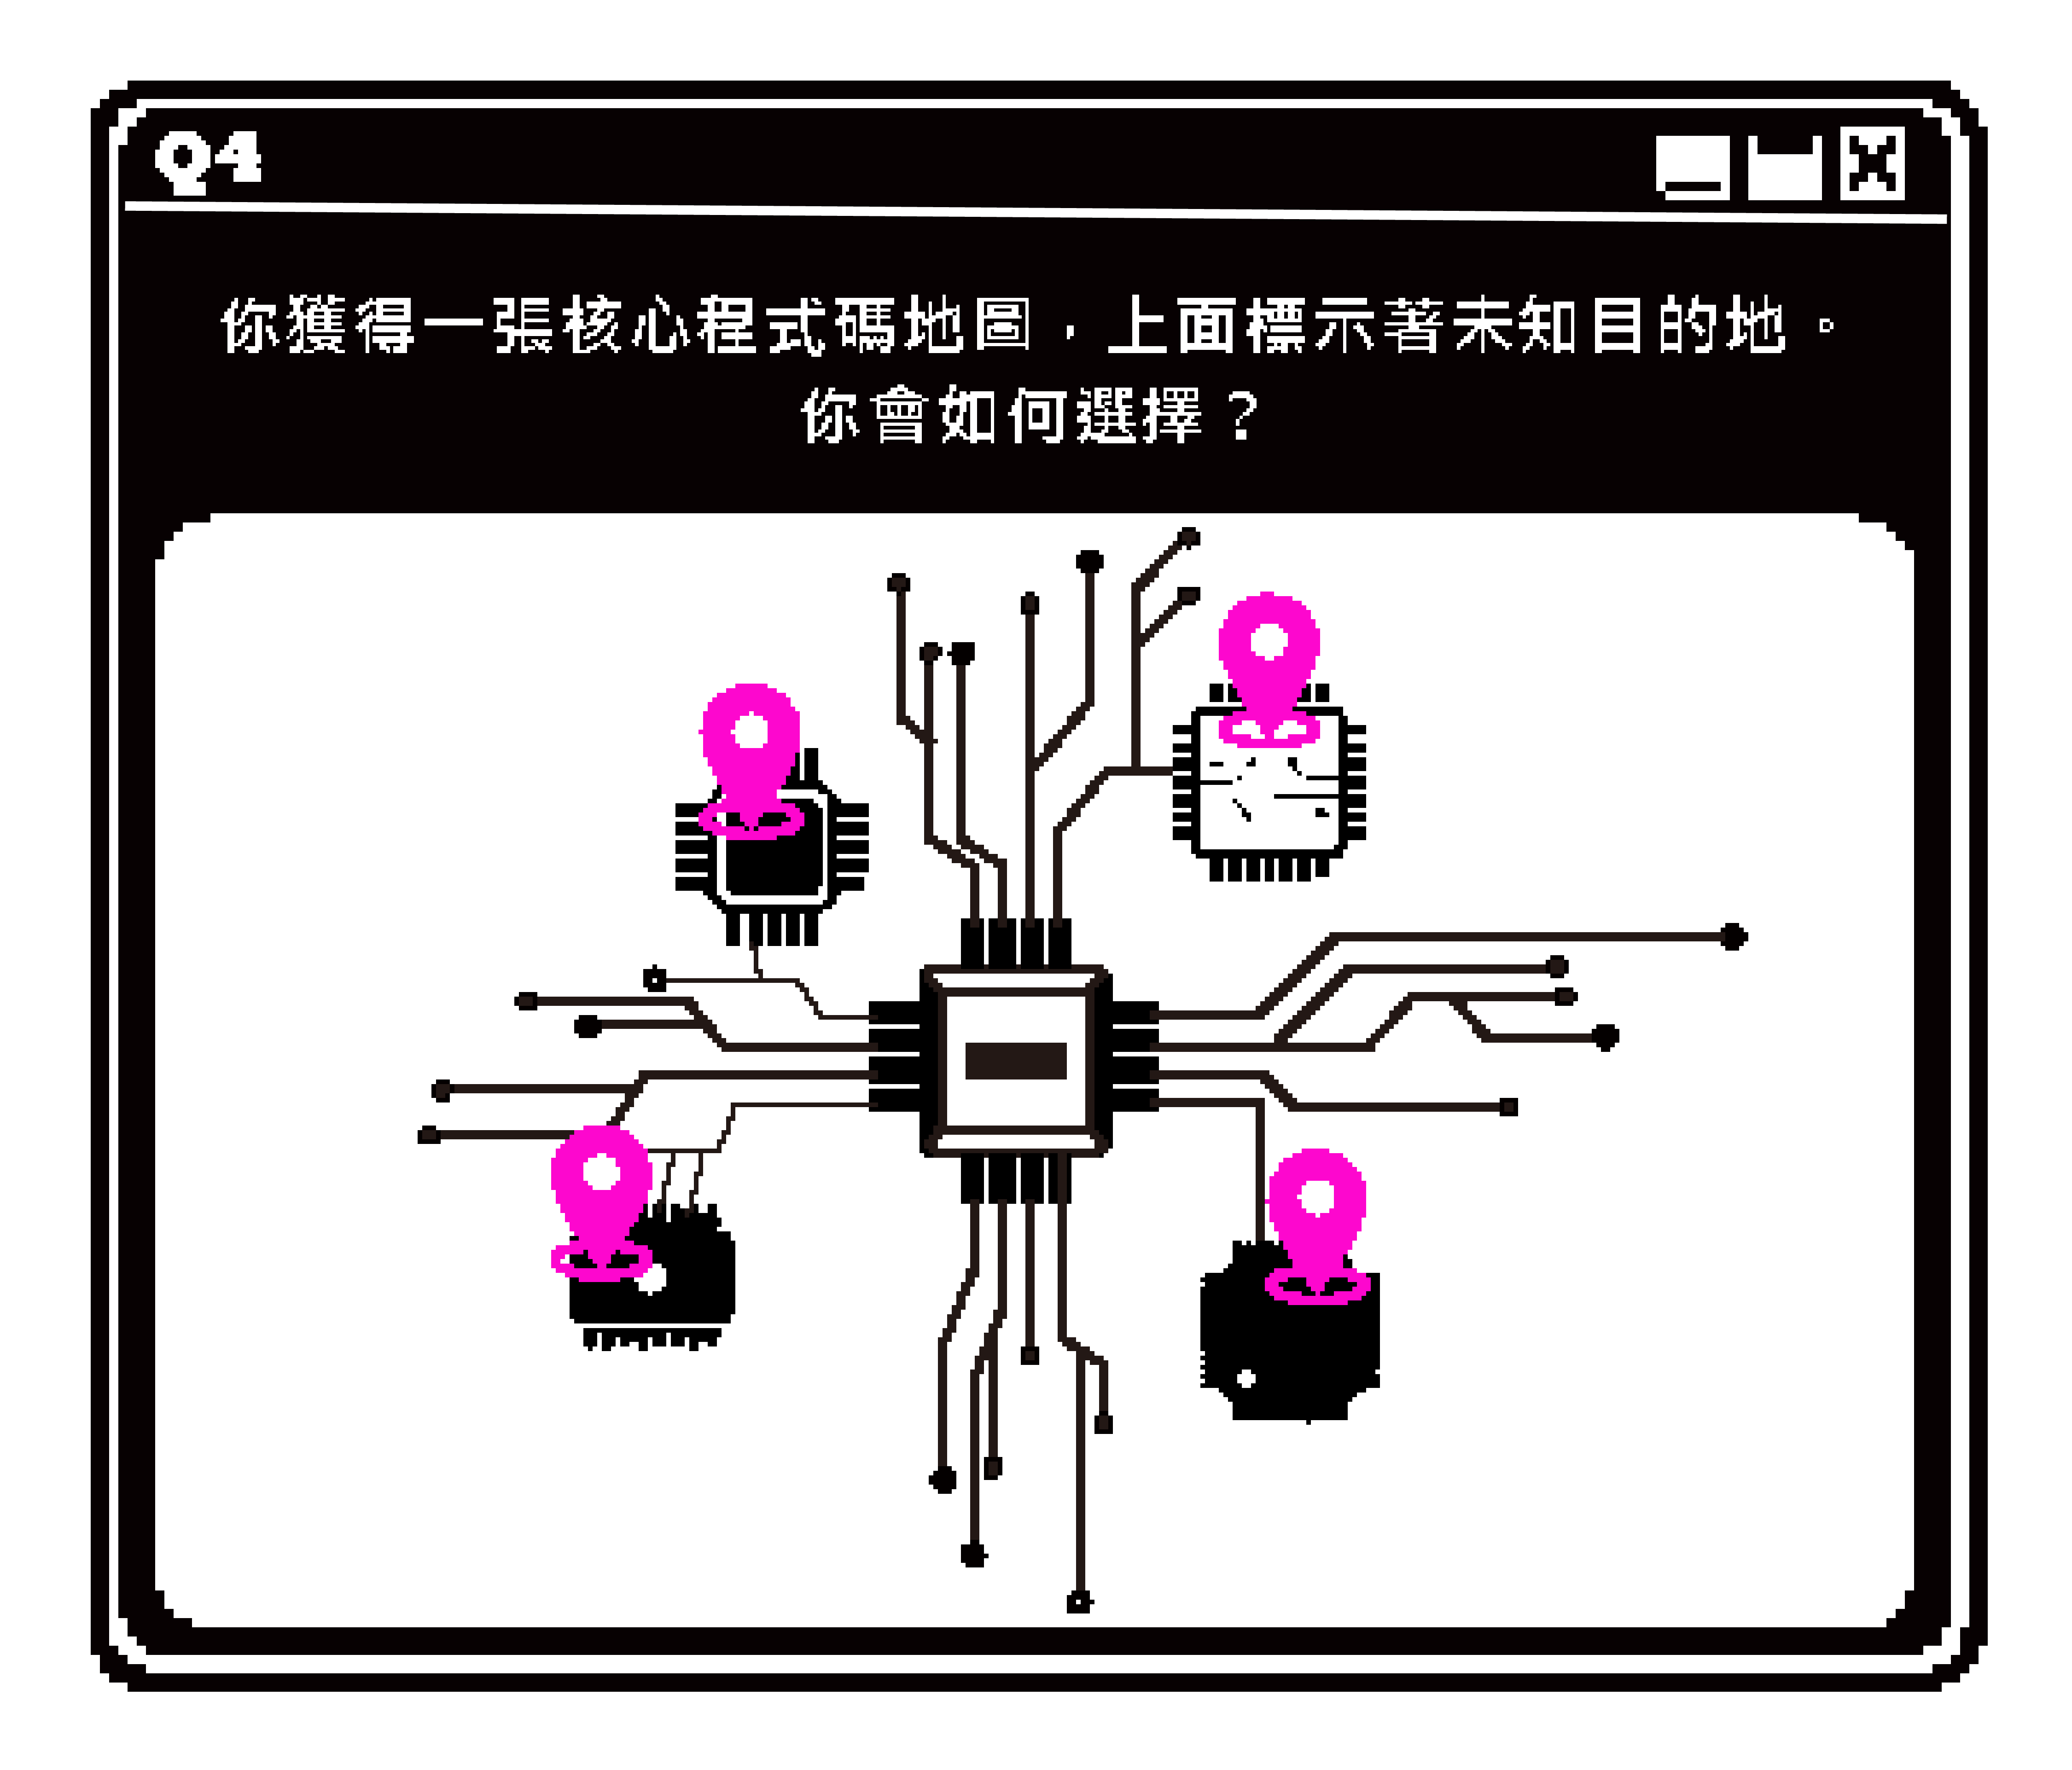 Q4
你獲得一張核心程式碼地圖，上面標示著未知目的地。
你會如何選擇？